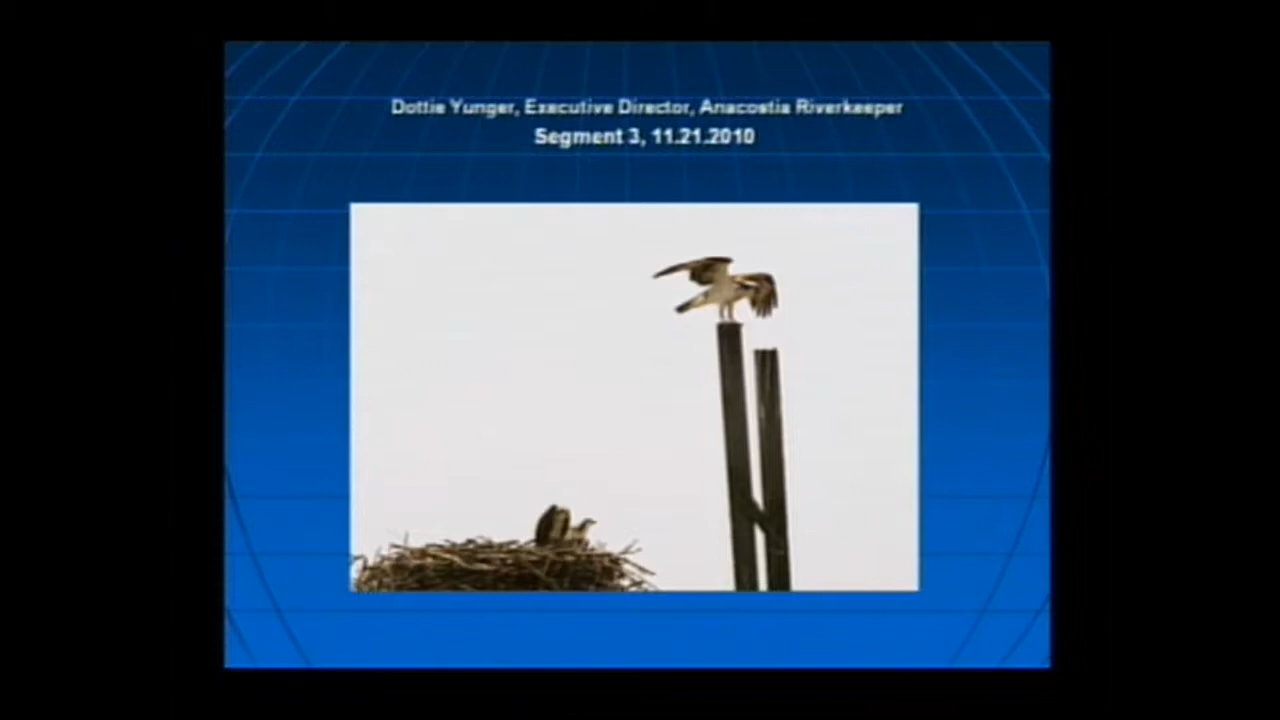 Dottie Yunger, Executive Director, Anacostia Riverkeeper
Segment 3, 11.21.2010